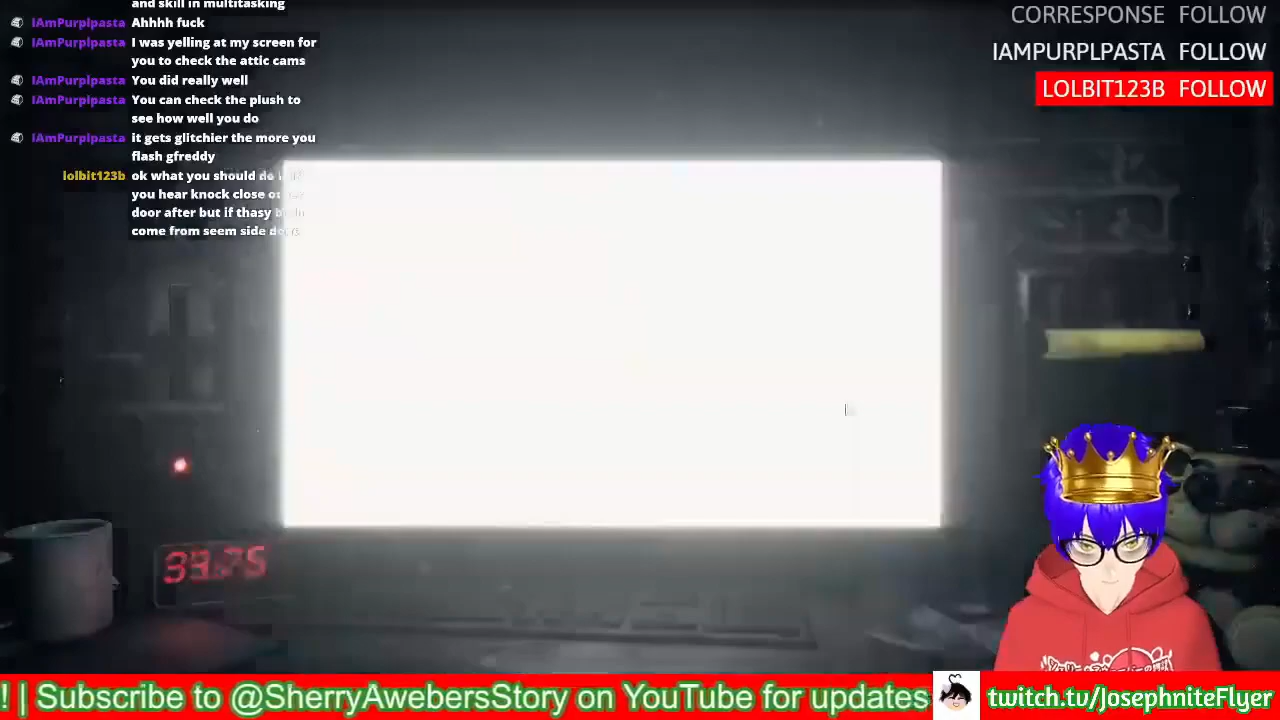 and skill in multitasking
IAmPurplpasta Ahhhh fuck
IAmPurplpasta I was yelling at my screen for
you to check the attic cams
IAmPurplpasta You did really well
IAmPurplpasta You can check the plush to
see how well you do
IAmPurplpasta it gets glitchier the more you
flash gfreddy
lolbit123b ok what you should do
you hear knock close
door after but if thasy
come from seem side
CORRESPONSE FOLLOW
IAMPURPLPASTA FOLLOW
LOLBIT123B FOLLOW
! | Subscribe to @SherryAwebersStory on YouTube for updates
twitch.tv/JosephniteFlyer